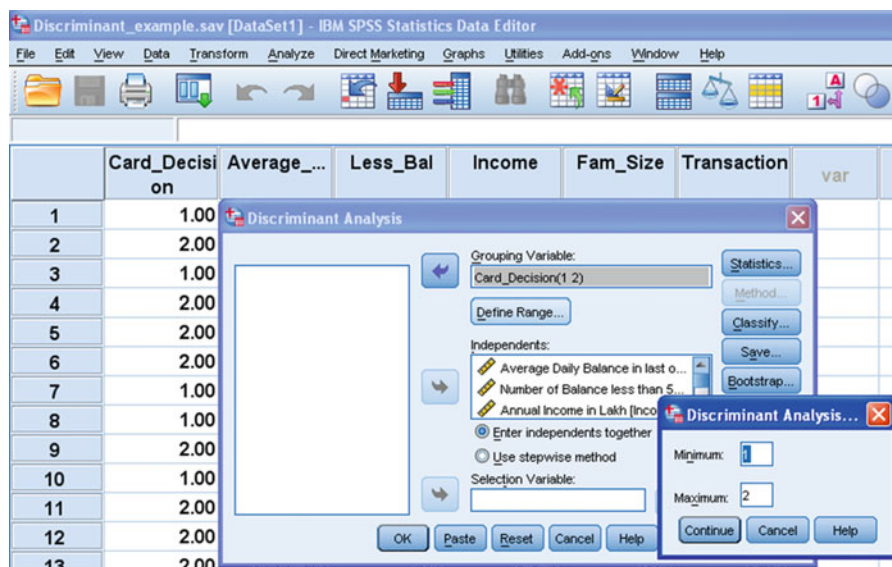 Discriminant_example.sav [DataSet1] - IBM SPSS Statistics Data Editor
File Edit View Data Transform Analyze Direct Marketing Graphs Utilities Add-ons Window Help
Card_Decisi
on
Average_...
Less_Bal
Income
Fam_Size
Transaction
var
1 1.00
2 2.00
3 1.00
4 2.00
5 2.00
6 2.00
7 1.00
8 1.00
9 2.00
10 1.00
11 2.00
12 2.00
13 2.00
Discriminant Analysis
Grouping Variable:
Card_Decision(1 2)
Define Range...
Independents:
Average Daily Balance in last o...
Number of Balance less than 5...
Annual Income in Lakh [Inco
Enter independents together
Use stepwise method
Selection Variable:
Statistics...
Method...
Classify...
Save...
Bootstrap...
OK Paste Reset Cancel Help
Discriminant Analysis...
Minimum: 1
Maximum: 2
Continue Cancel Help